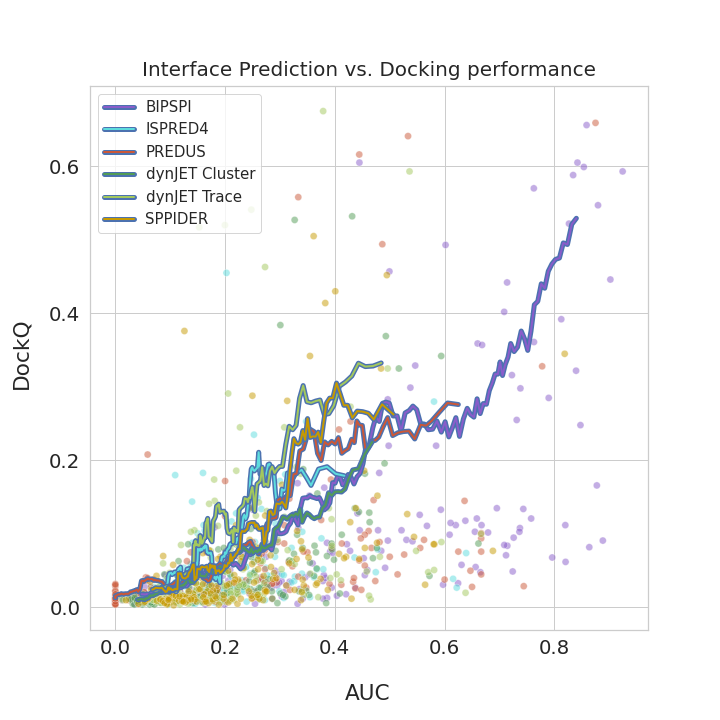 Interface Prediction vs. Docking performance
BIPSPI
ISPRED4
PREDUS
dynJET Cluster
dynJET Trace
SPPIDER
0.6
0.4
0.2
0.0
DockQ
0.0 0.2 0.4 0.6 0.8
AUC